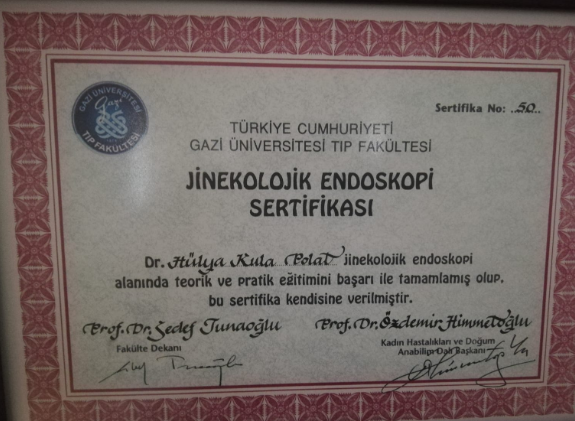 GAZİ ÜNİVERSİTESİ
Gazi
TIP FAKÜLTESİ
Sertifika No: ..50..
TÜRKİYE CUMHURİYETİ
GAZİ ÜNİVERSİTESİ TIP FAKÜLTESİ
JİNEKOLOJİK ENDOSKOPİ
SERTİFİKASI
Dr. Hülya Kula Polat jinekolojik endoskopi
alanında teorik ve pratik eğitimini başarı ile tamamlamış olup,
bu sertifika kendisine verilmiştir.
Prof.Dr.Sedef Tunaoğlu Prof.Dr.Özdemir Himmetoğlu
Fakülte Dekanı Kadın Hastalıkları ve Doğum
Anabilim Dalı Başkanı